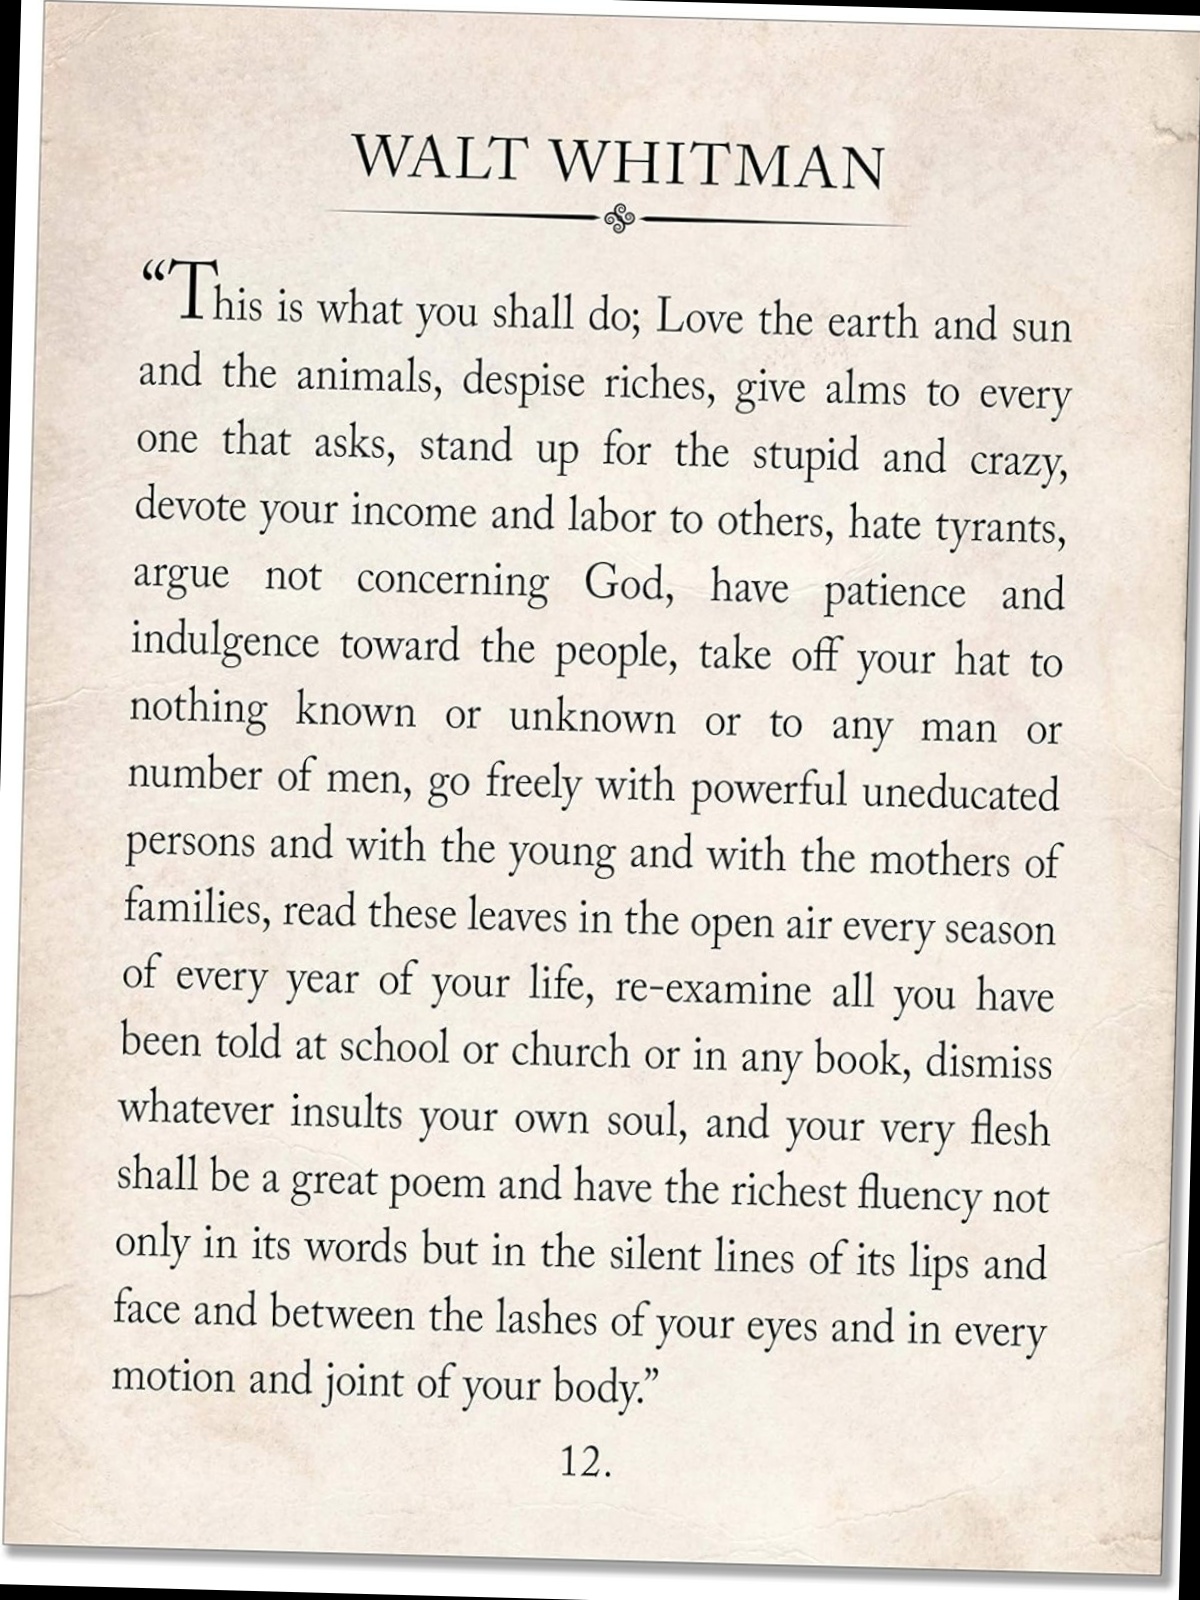 WALT WHITMAN
“This is what you shall do; Love the earth and sun
and the animals, despise riches, give alms to every
one that asks, stand up for the stupid and crazy,
devote your income and labor to others, hate tyrants,
argue not concerning God, have patience and
indulgence toward the people, take off your hat to
nothing known or unknown or to any man or
number of men, go freely with powerful uneducated
persons and with the young and with the mothers of
families, read these leaves in the open air every season
of every year of your life, re-examine all you have
been told at school or church or in any book, dismiss
whatever insults your own soul, and your very flesh
shall be a great poem and have the richest fluency not
only in its words but in the silent lines of its lips and
face and between the lashes of your eyes and in every
motion and joint of your body.”
12.